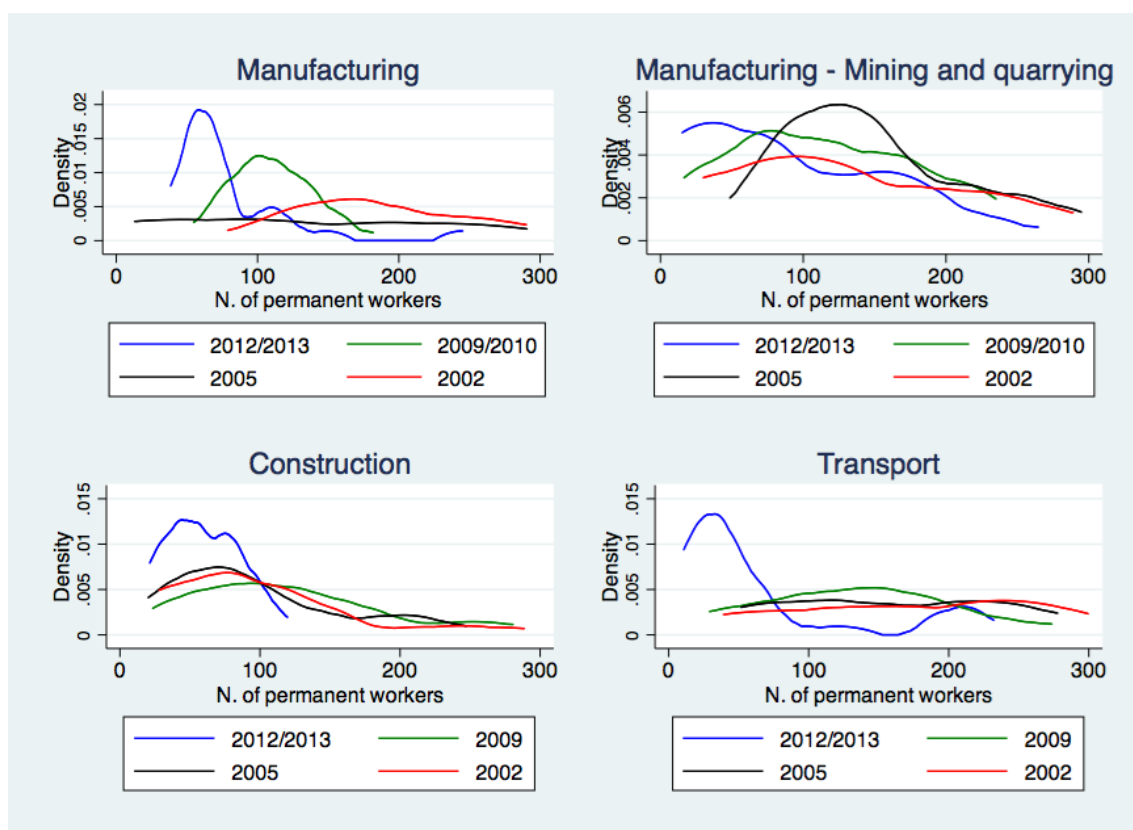 Manufacturing
Density
0 .005 .01 .015 .02
0 100 200 300
N. of permanent workers
2012/2013 2009/2010
2005 2002
Manufacturing - Mining and quarrying
Density
0 .002 .004 .006
0 100 200 300
N. of permanent workers
2012/2013 2009/2010
2005 2002
Construction
Density
0 .005 .01 .015
0 100 200 300
N. of permanent workers
2012/2013 2009
2005 2002
Transport
Density
0 .005 .01 .015
0 100 200 300
N. of permanent workers
2012/2013 2009
2005 2002